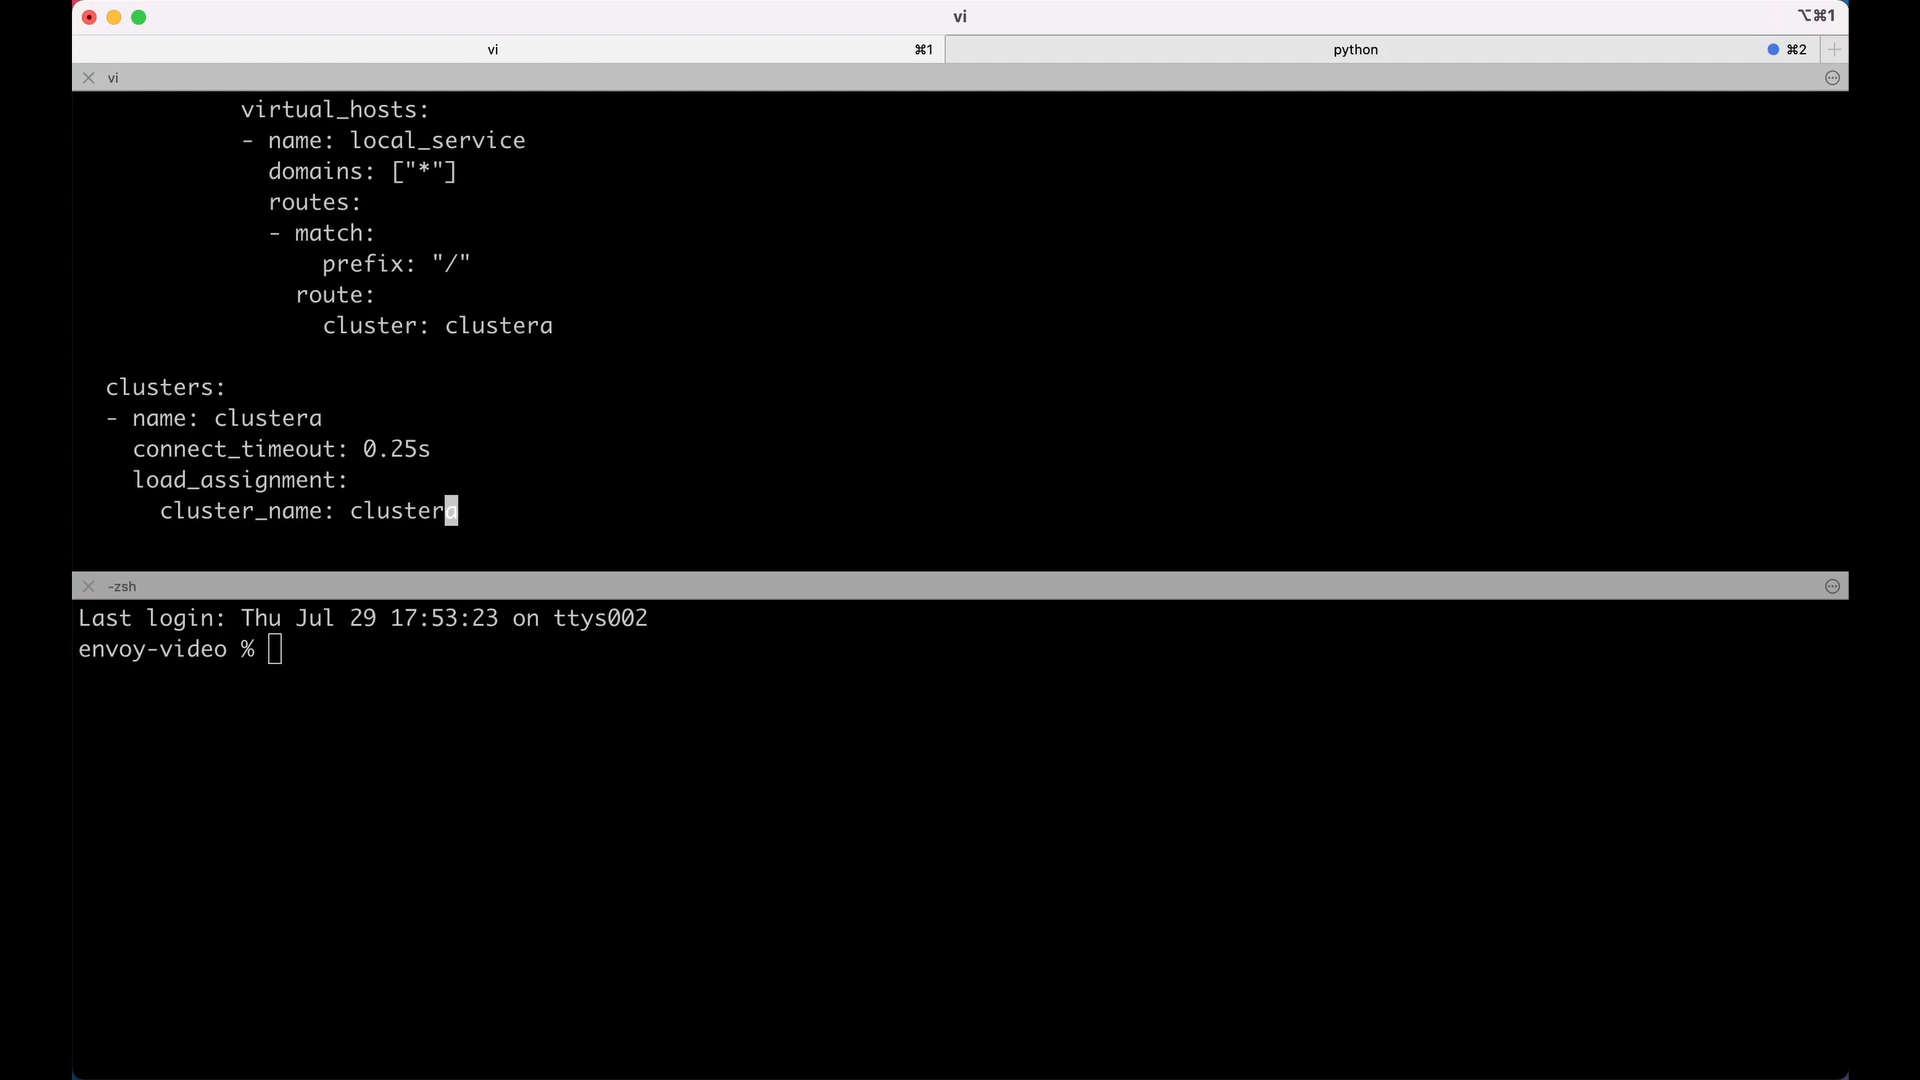 vi
⌥⌘1
vi ⌘1 python ⌘2
vi
virtual_hosts:
- name: local_service
domains: ["*"]
routes:
- match:
prefix: "/"
route:
cluster: clustera
clusters:
- name: clustera
connect_timeout: 0.25s
load_assignment:
cluster_name: clustera
-zsh
Last login: Thu Jul 29 17:53:23 on ttys002
envoy-video %